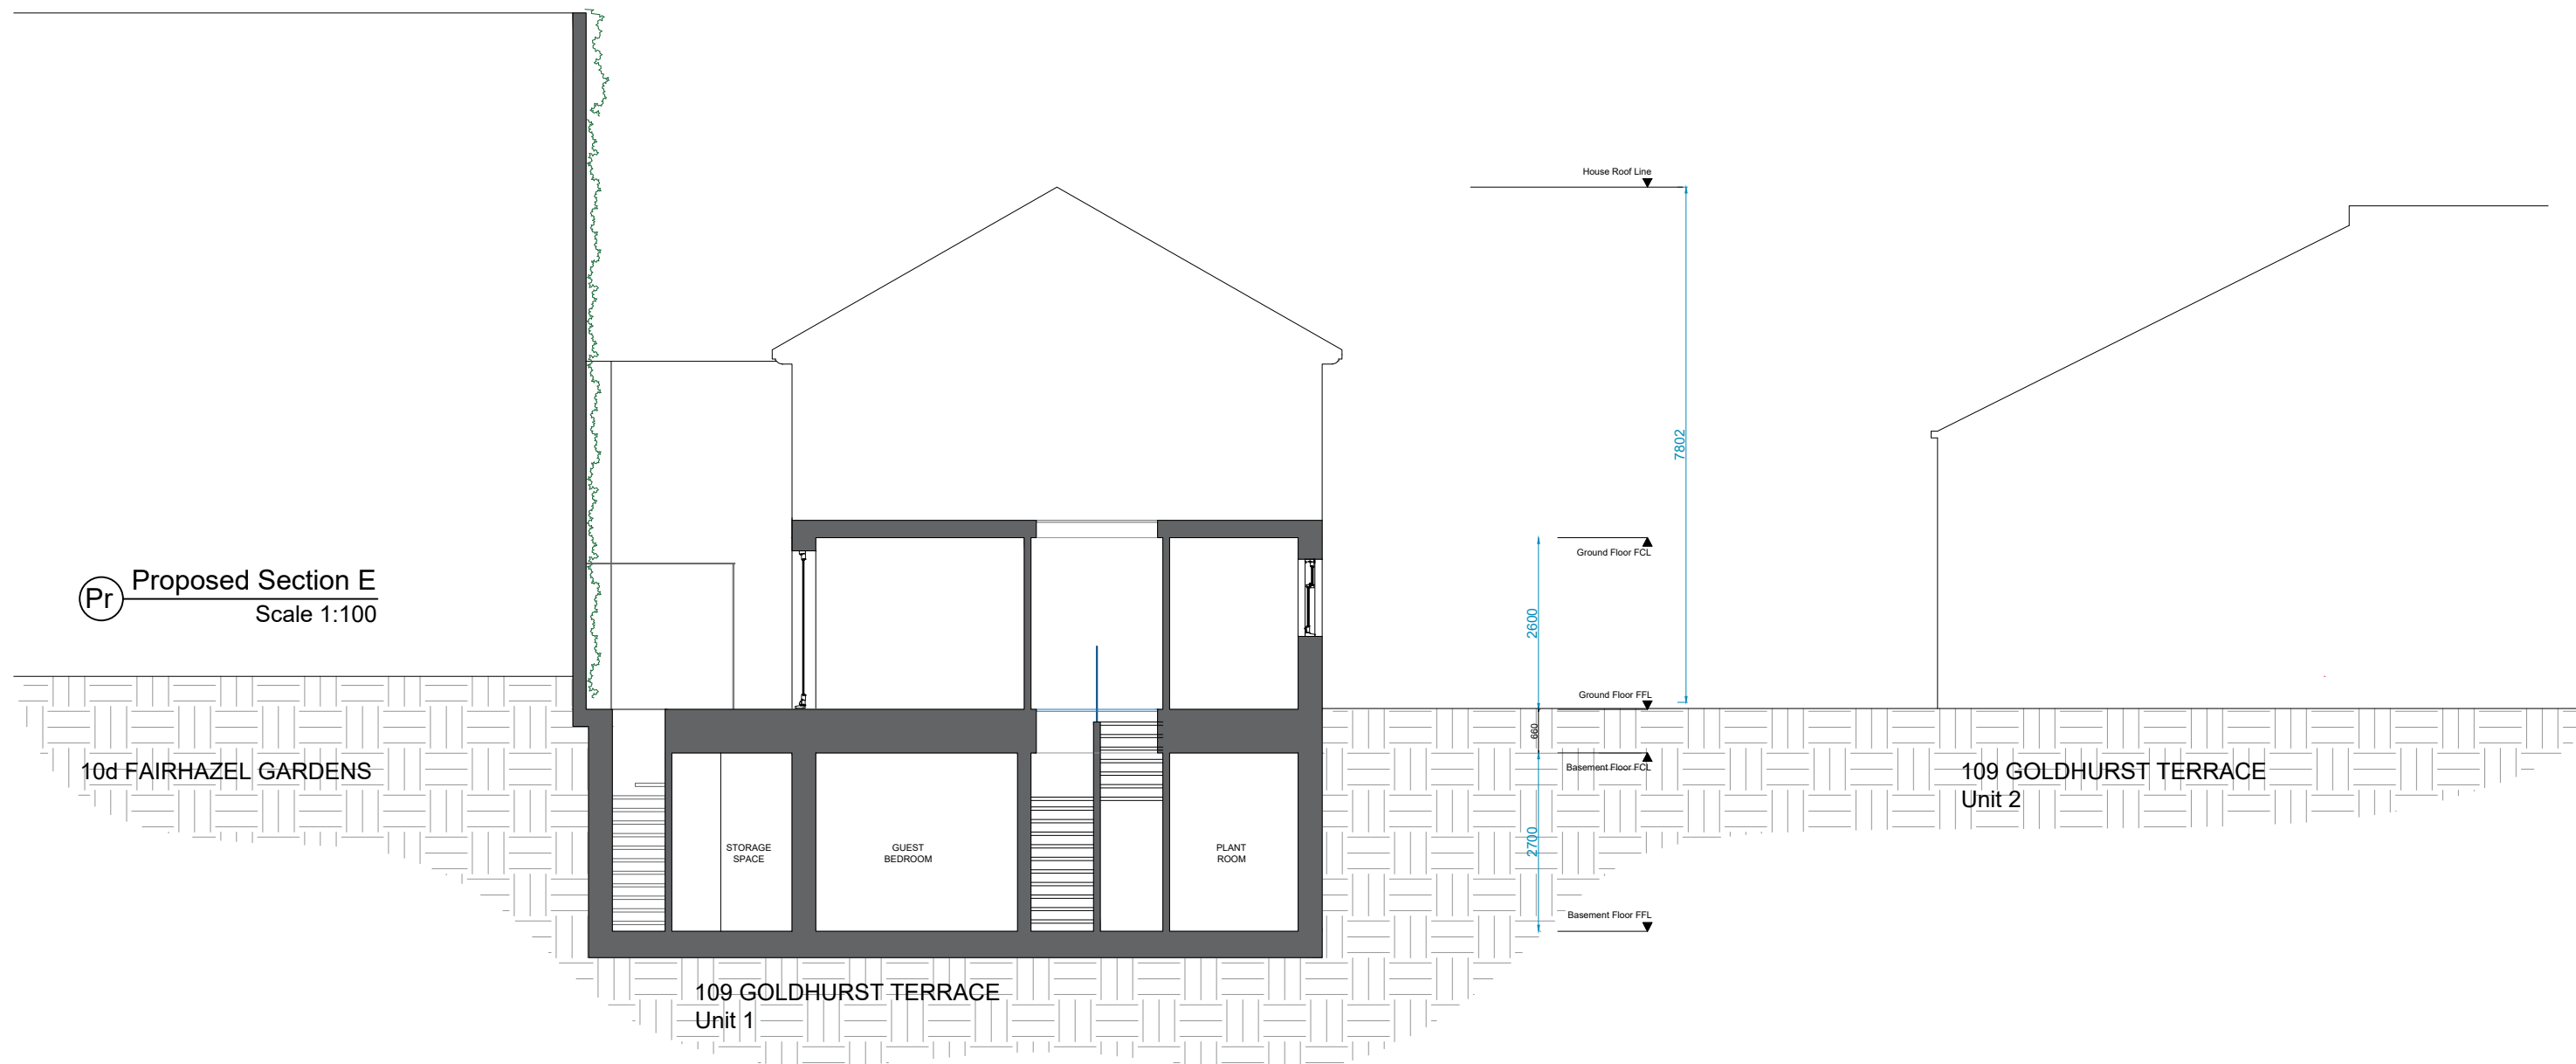 House Roof Line
7802
Ground Floor FCL
Pr
Proposed Section E
Scale 1:100
2600
Ground Floor FFL
660
Basement Floor FCL
10d FAIRHAZEL GARDENS
109 GOLDHURST TERRACE
Unit 2
STORAGE
SPACE
GUEST
BEDROOM
PLANT
ROOM
2700
Basement Floor FFL
109 GOLDHURST TERRACE
Unit 1